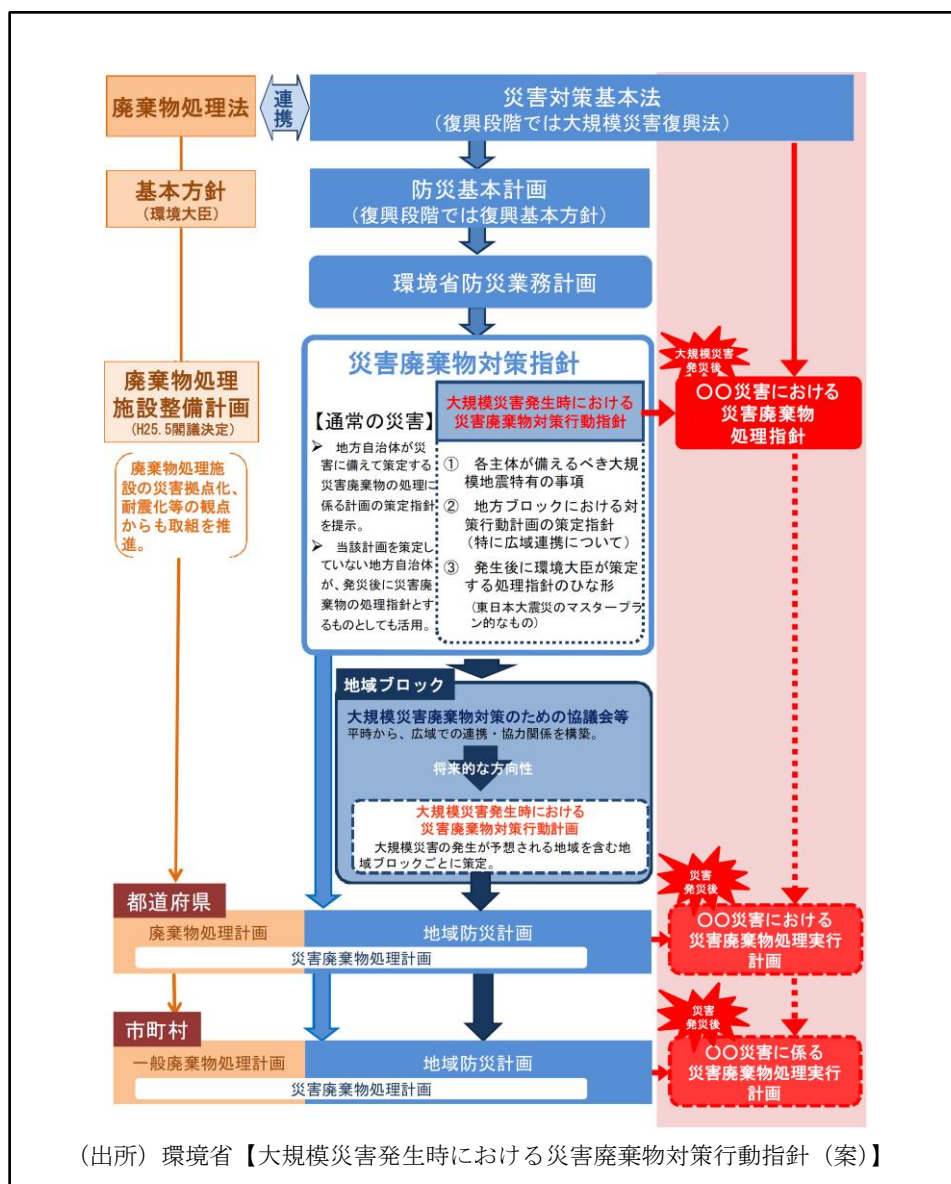 廃棄物処理法
連携
災害対策基本法
(復興段階では大規模災害復興法)
基本方針
(環境大臣)
防災基本計画
(復興段階では復興基本方針)
環境省防災業務計画
廃棄物処理
施設整備計画
(H25.5閣議決定)
廃棄物処理施
設の災害拠点化、
耐震化等の観点
からも取組を推
進。
災害廃棄物対策指針
【通常の災害】
➢ 地方自治体が災
害に備えて策定する
災害廃棄物の処理に
係る計画の策定指針
を提示。
➢ 当該計画を策定し
ていない地方自治体
が、発災後に災害廃
棄物の処理指針とす
るものとしても活用。
大規模災害発生時における
災害廃棄物対策行動指針
① 各主体が備えるべき大規
模地震特有の事項
② 地方ブロックにおける対
策行動計画の策定指針
(特に広域連携について)
③ 発生後に環境大臣が策定
する処理指針のひな形
(東日本大震災のマスタープラ
ン的なもの)
大規模災害
発災後
〇〇災害における
災害廃棄物
処理指針
地域ブロック
大規模災害廃棄物対策のための協議会等
平時から、広域での連携・協力関係を構築。
将来的な方向性
大規模災害発生時における
災害廃棄物対策行動計画
大規模災害の発生が予想される地域を含む地
域ブロックごとに策定。
都道府県
廃棄物処理計画
地域防災計画
災害廃棄物処理計画
災害
発災後
〇〇災害における
災害廃棄物処理実行
計画
市町村
一般廃棄物処理計画
地域防災計画
災害廃棄物処理計画
災害
発災後
〇〇災害に係る
災害廃棄物処理実行
計画
(出所)環境省【大規模災害発生時における災害廃棄物対策行動指針(案)】